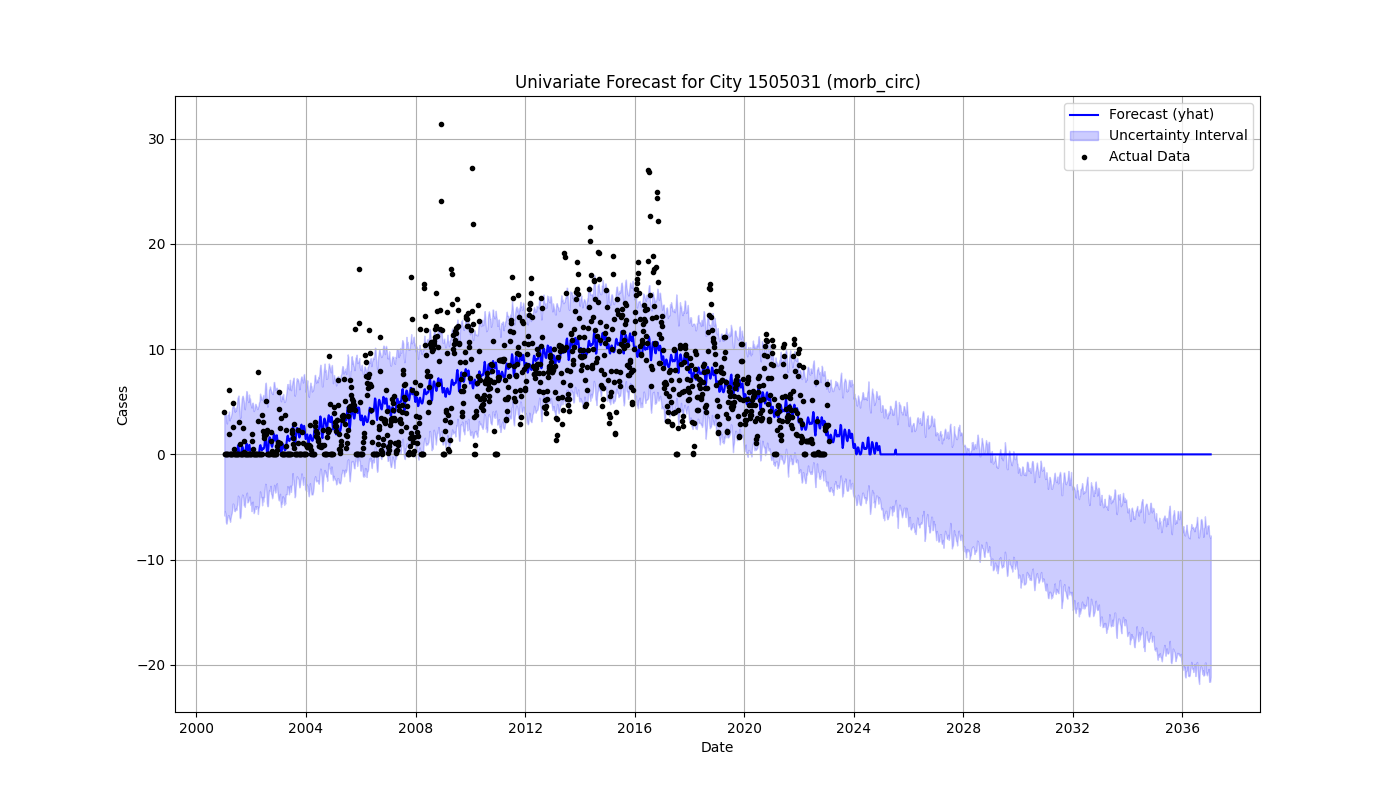 Univariate Forecast for City 1505031 (morb_circ)
Forecast (yhat)
Uncertainty Interval
Actual Data
Cases
30
20
10
0
−10
−20
2000 2004 2008 2012 2016 2020 2024 2028 2032 2036
Date